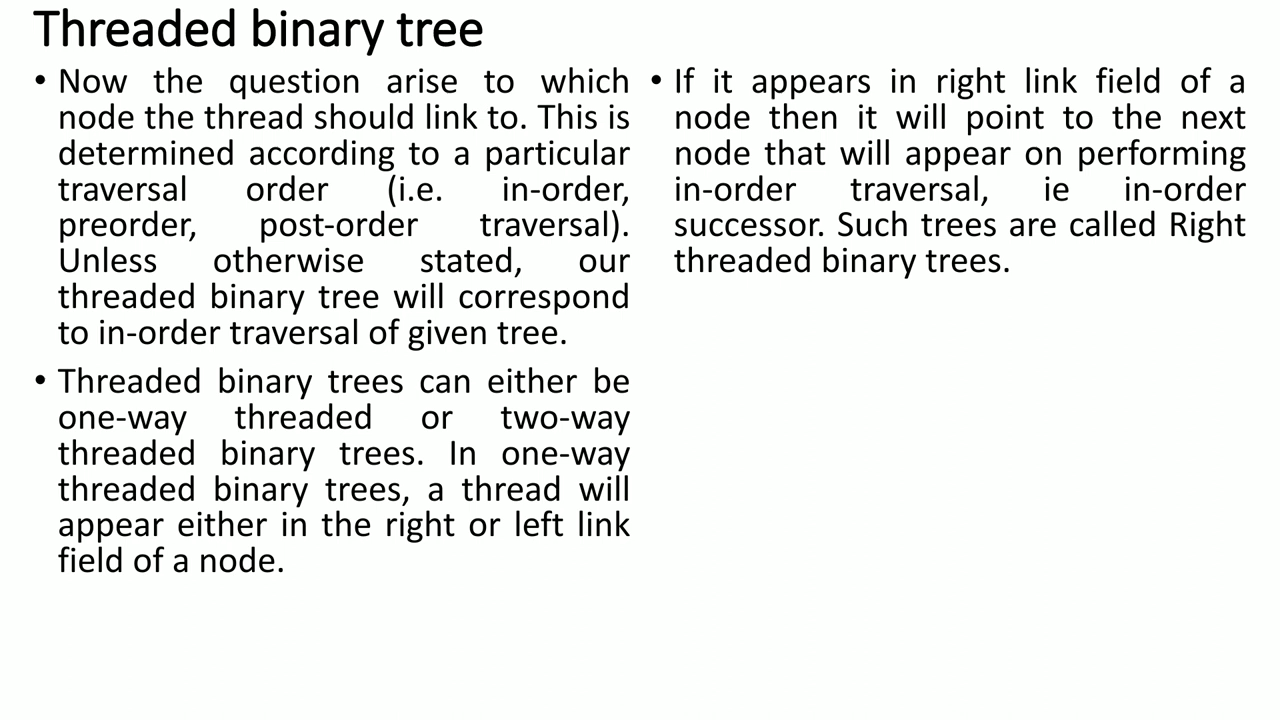 Threaded binary tree
• Now the question arise to which
node the thread should link to. This is
determined according to a particular
traversal order (i.e. in-order,
preorder, post-order traversal).
Unless otherwise stated, our
threaded binary tree will correspond
to in-order traversal of given tree.
• Threaded binary trees can either be
one-way threaded or two-way
threaded binary trees. In one-way
threaded binary trees, a thread will
appear either in the right or left link
field of a node.
• If it appears in right link field of a
node then it will point to the next
node that will appear on performing
in-order traversal, ie in-order
successor. Such trees are called Right
threaded binary trees.